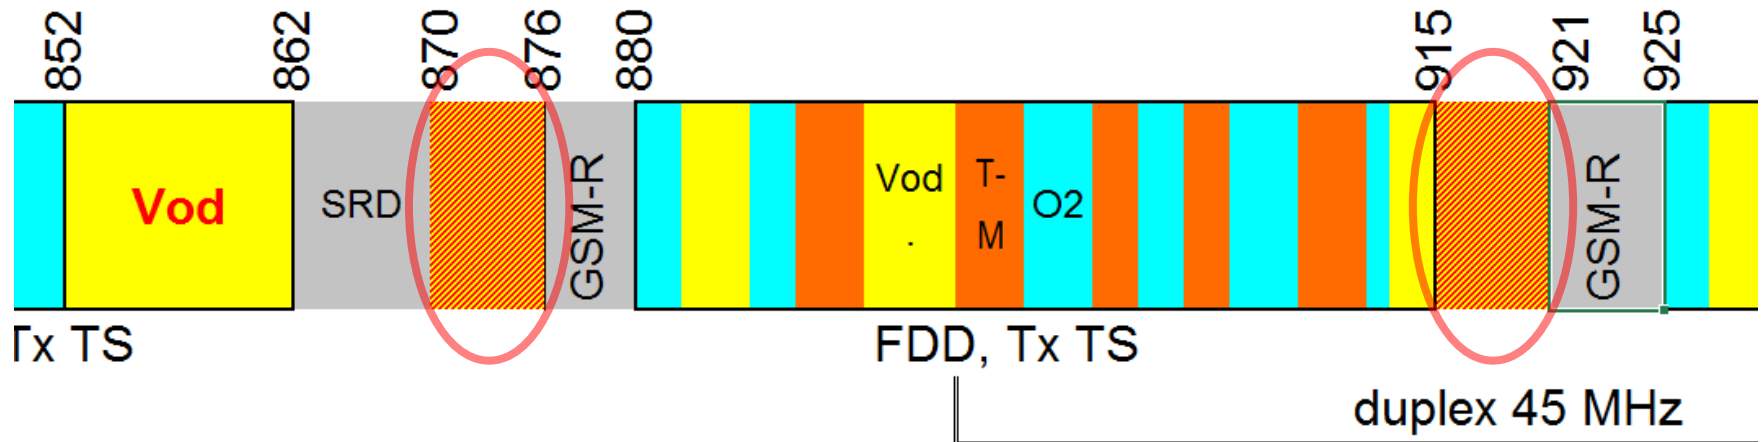 852
862
870
876
880
915
921
925
Vod
SRD
GSM-R
Vod
.
T-
M
O2
GSM-R
Tx TS
FDD, Tx TS
duplex 45 MHz